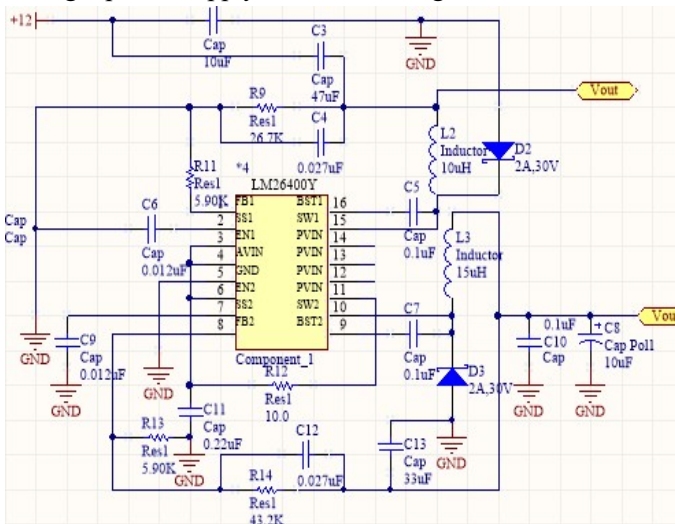 +12
Cap
10uF
GND
C3
Cap
47uF
Vout
R9
Res1
26.7K
C4
0.027uF
L2
Inductor
10uH
D2
2A,30V
R11
Res1
5.90K
*4
LM26400Y
Cap
Cap
C6
Cap
0.012uF
1 FB1 BST1 16
2 SS1 SW1 15
3 EN1 PVIN 14
4 AVIN PVIN 13
5 GND PVIN 12
6 EN2 PVIN 11
7 SS2 SW2 10
8 FB2 BST2 9
Component_1
C5
Cap
0.1uF
L3
Inductor
15uH
GND
C9
Cap
0.012uF
GND
GND
C7
Cap
0.1uF
D3
2A,30V
GND
0.1uF
C10
Cap
GND
C8
Cap Pol1
10uF
GND
Vou
R12
Res1
10.0
C11
Cap
0.22uF
GND
R13
Res1
5.90K
C12
0.027uF
R14
Res1
43.2K
C13
Cap
33uF